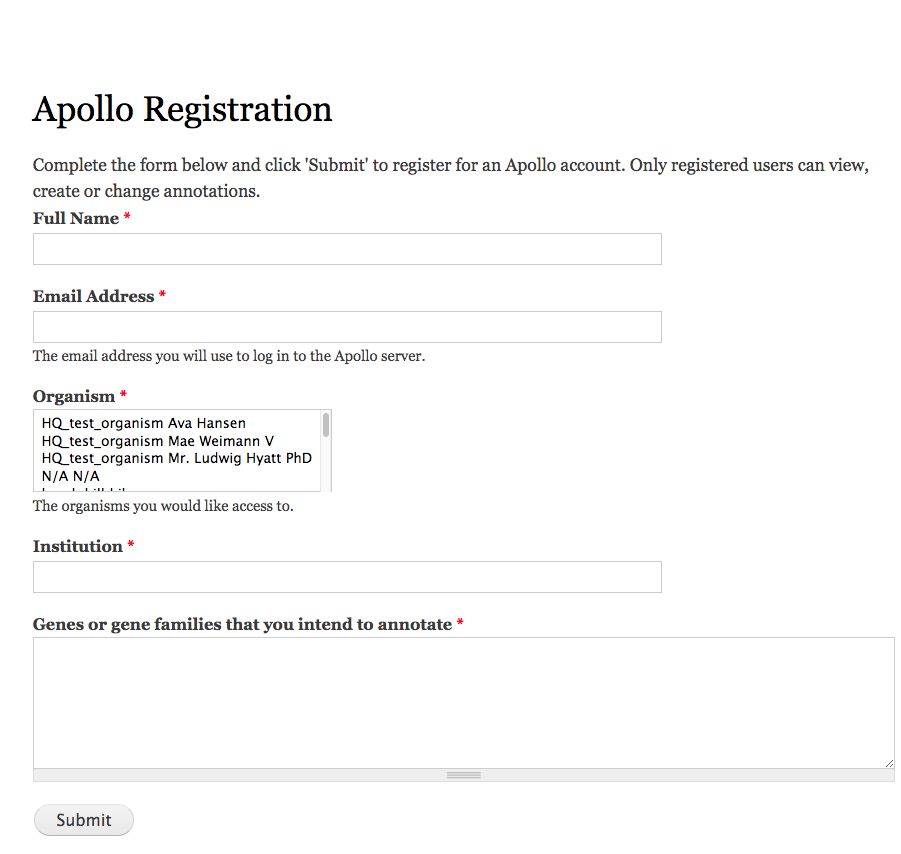 Apollo Registration
Complete the form below and click 'Submit' to register for an Apollo account. Only registered users can view,
create or change annotations.
Full Name *
Email Address *
The email address you will use to log in to the Apollo server.
Organism *
HQ_test_organism Ava Hansen
HQ_test_organism Mae Weimann V
HQ_test_organism Mr. Ludwig Hyatt PhD
N/A N/A
The organisms you would like access to.
Institution *
Genes or gene families that you intend to annotate *
Submit